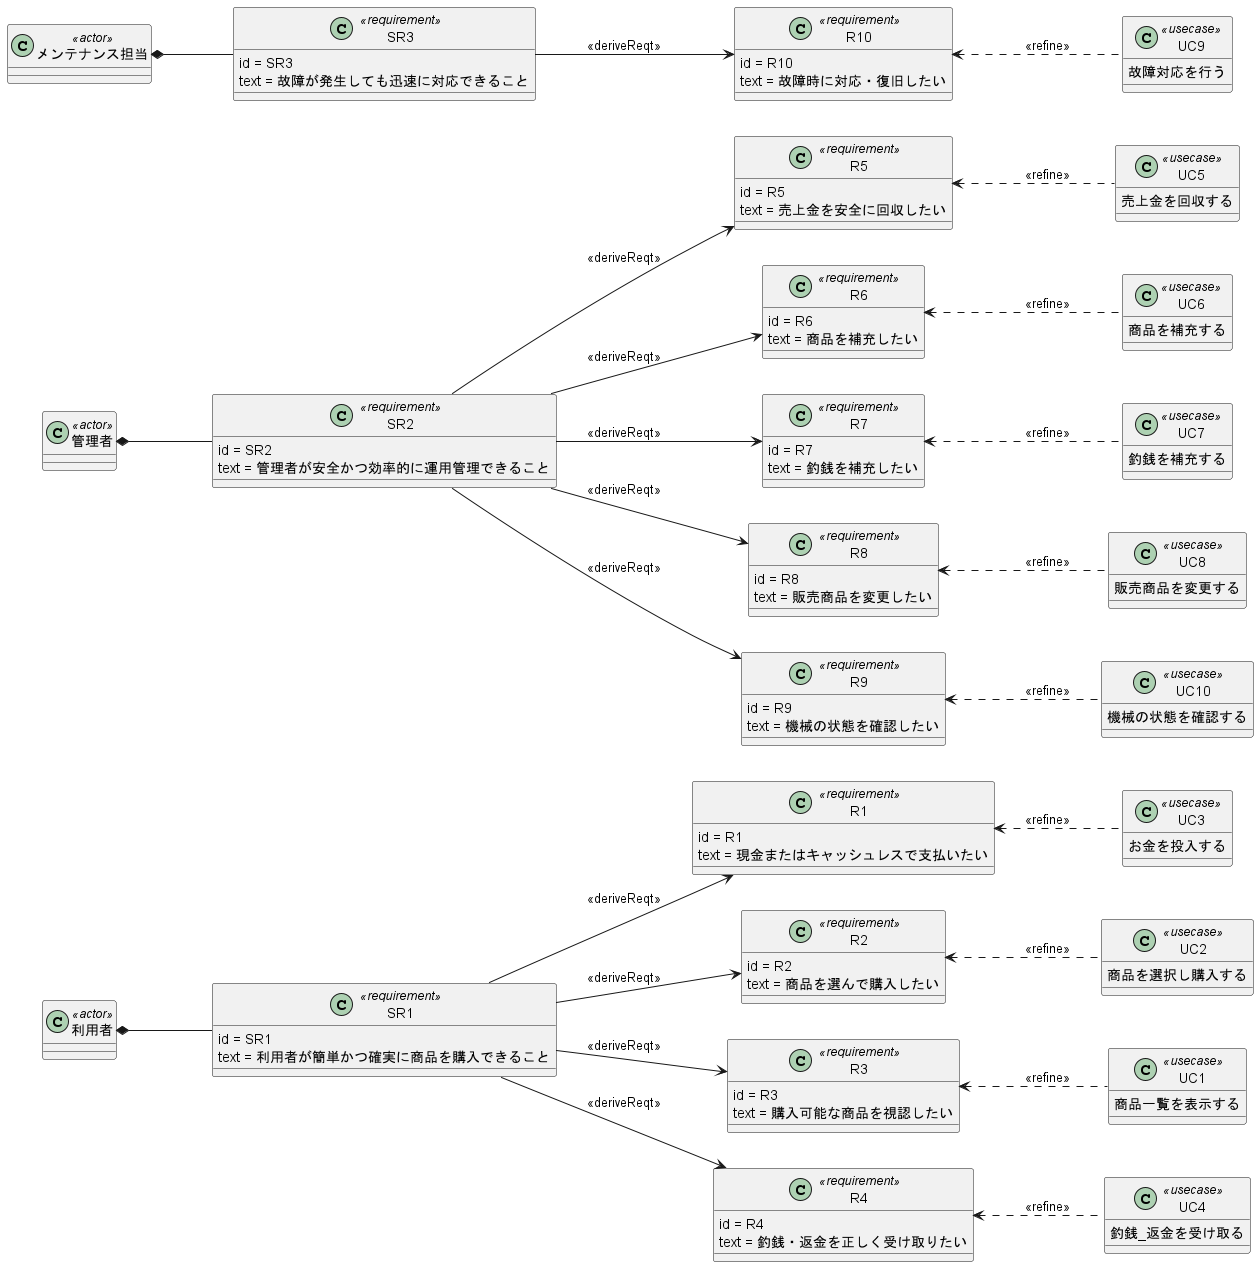 «actor»
メンテナンス担当
«requirement»
SR3
id = SR3
text = 故障が発生しても迅速に対応できること
«deriveReqt»
«requirement»
R10
id = R10
text = 故障時に対応・復旧したい
«refine»
«usecase»
UC9
故障対応を行う
«requirement»
R5
id = R5
text = 売上金を安全に回収したい
«refine»
«usecase»
UC5
売上金を回収する
«deriveReqt»
«requirement»
R6
id = R6
text = 商品を補充したい
«refine»
«usecase»
UC6
商品を補充する
«deriveReqt»
«actor»
管理者
«requirement»
SR2
id = SR2
text = 管理者が安全かつ効率的に運用管理できること
«deriveReqt»
«requirement»
R7
id = R7
text = 釣銭を補充したい
«refine»
«usecase»
UC7
釣銭を補充する
«deriveReqt»
«requirement»
R8
id = R8
text = 販売商品を変更したい
«refine»
«usecase»
UC8
販売商品を変更する
«deriveReqt»
«requirement»
R9
id = R9
text = 機械の状態を確認したい
«refine»
«usecase»
UC10
機械の状態を確認する
«requirement»
R1
id = R1
text = 現金またはキャッシュレスで支払いたい
«refine»
«usecase»
UC3
お金を投入する
«deriveReqt»
«requirement»
R2
id = R2
text = 商品を選んで購入したい
«refine»
«usecase»
UC2
商品を選択し購入する
«deriveReqt»
«actor»
利用者
«requirement»
SR1
id = SR1
text = 利用者が簡単かつ確実に商品を購入できること
«deriveReqt»
«requirement»
R3
id = R3
text = 購入可能な商品を視認したい
«refine»
«usecase»
UC1
商品一覧を表示する
«deriveReqt»
«requirement»
R4
id = R4
text = 釣銭・返金を正しく受け取りたい
«refine»
«usecase»
UC4
釣銭_返金を受け取る